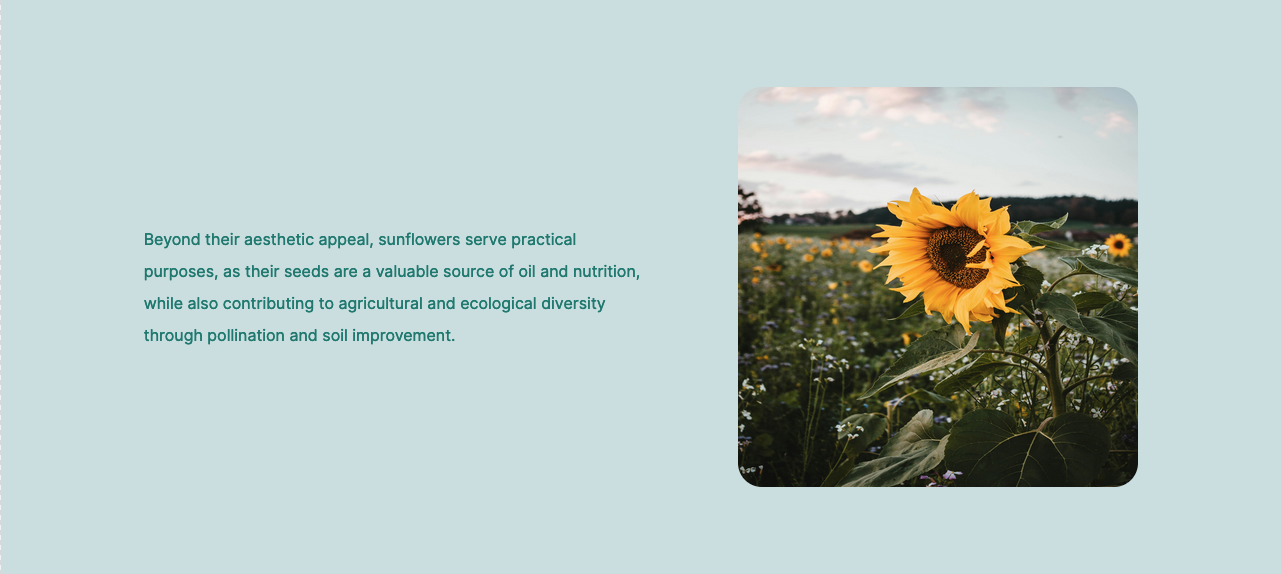 Beyond their aesthetic appeal, sunflowers serve practical
purposes, as their seeds are a valuable source of oil and nutrition,
while also contributing to agricultural and ecological diversity
through pollination and soil improvement.